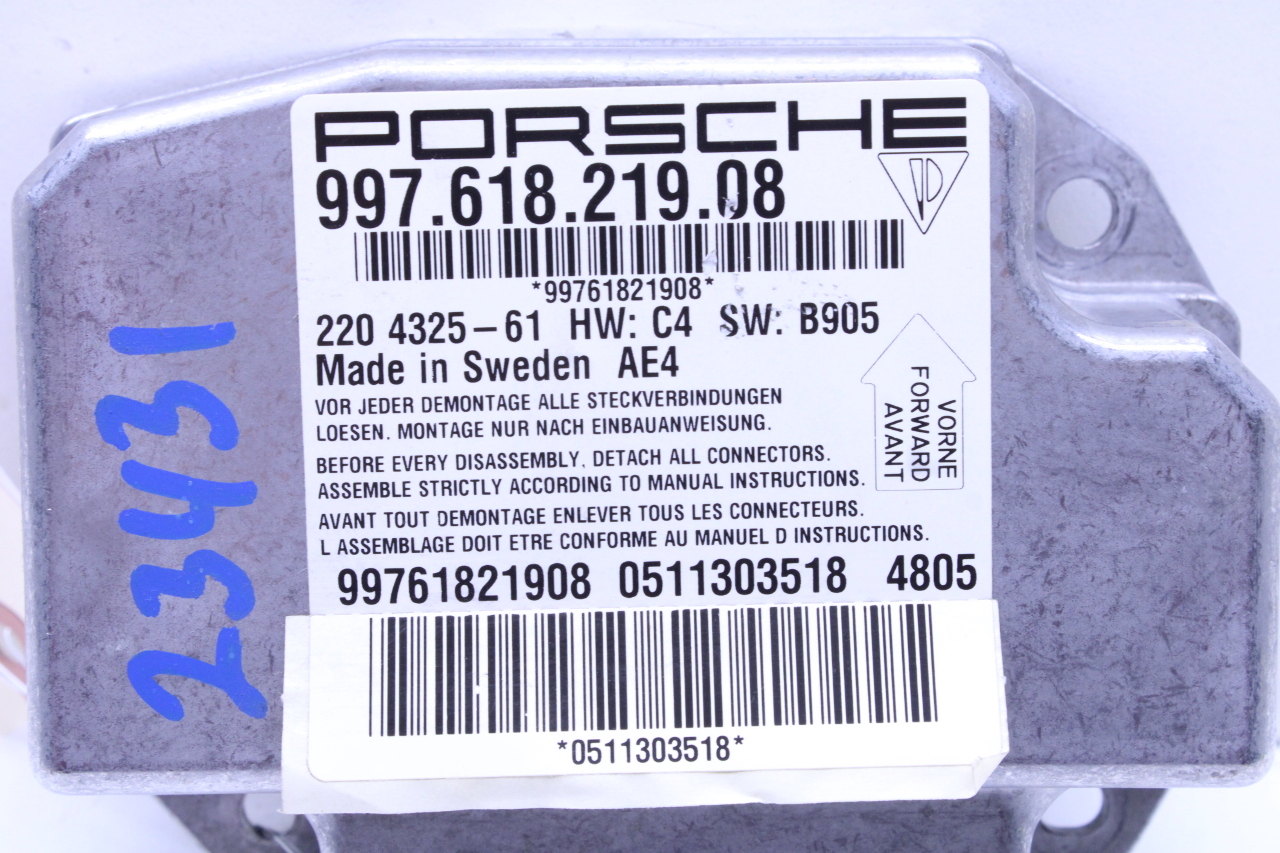 PORSCHE
997.618.219.08
*99761821908*
220 4325-61 HW: C4 SW: B905
Made in Sweden AE4
VOR JEDER DEMONTAGE ALLE STECKVERBINDUNGEN
LOESEN. MONTAGE NUR NACH EINBAUANWEISUNG.
BEFORE EVERY DISASSEMBLY, DETACH ALL CONNECTORS.
ASSEMBLE STRICTLY ACCORDING TO MANUAL INSTRUCTIONS.
AVANT TOUT DEMONTAGE ENLEVER TOUS LES CONNECTEURS.
L ASSEMBLAGE DOIT ETRE CONFORME AU MANUEL D INSTRUCTIONS.
VORNE
FORWARD
AVANT
99761821908 0511303518 4805
*0511303518*
23431